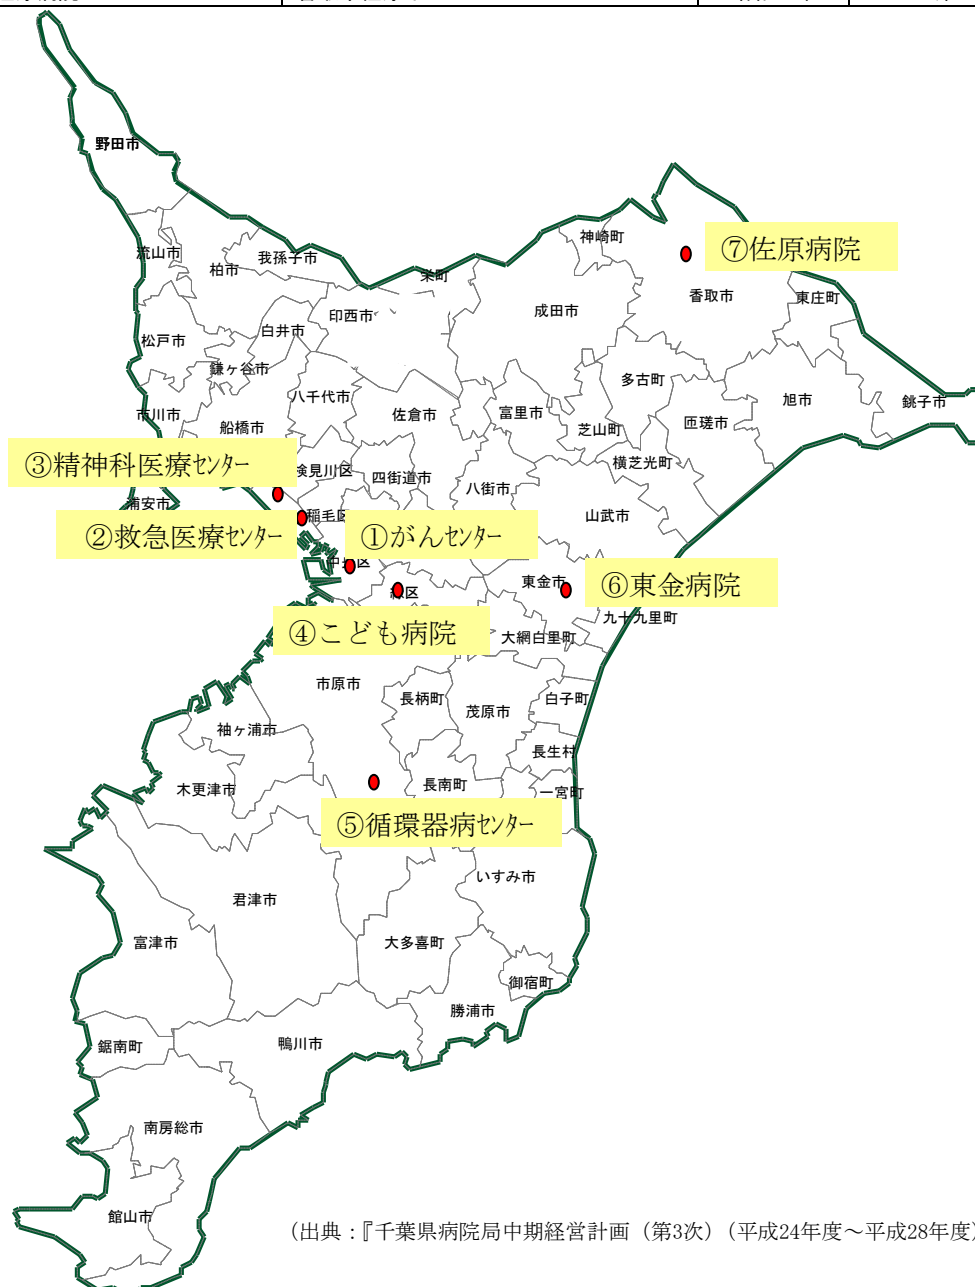 野田市
流山市
柏市
我孫子市
栄町
神崎町
⑦佐原病院
香取市
東庄町
印西市
成田市
松戸市
白井市
鎌ヶ谷市
多古町
八千代市
佐倉市
富里市
芝山町
匝瑳市
旭市
銚子市
市川市
船橋市
横芝光町
③精神科医療ｾﾝﾀｰ
検見川区
四街道市
八街市
浦安市
稲毛区
山武市
②救急医療ｾﾝﾀｰ
①がんｾﾝﾀｰ
中央区
緑区
東金市
⑥東金病院
九十九里町
④こども病院
大網白里町
市原市
長柄町
茂原市
白子町
袖ヶ浦市
長生村
木更津市
長南町
一宮町
⑤循環器病ｾﾝﾀｰ
いすみ市
君津市
富津市
大多喜町
御宿町
勝浦市
鋸南町
鴨川市
南房総市
館山市
（出典：『千葉県病院局中期経営計画（第3次）（平成24年度～平成28年度）